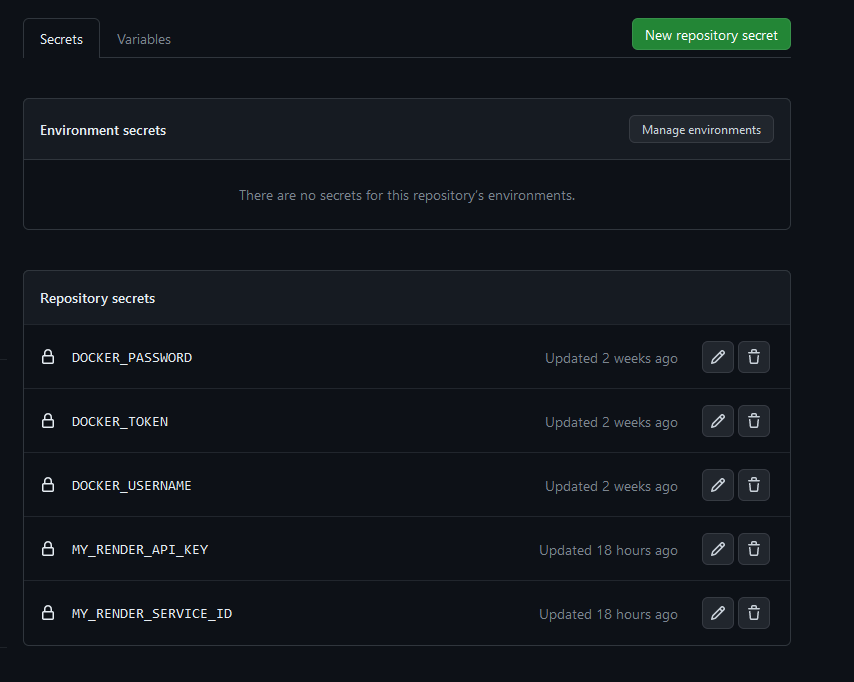 Secrets
Variables
New repository secret
Environment secrets
Manage environments
There are no secrets for this repository's environments.
Repository secrets
DOCKER_PASSWORD
Updated 2 weeks ago
DOCKER_TOKEN
Updated 2 weeks ago
DOCKER_USERNAME
Updated 2 weeks ago
MY_RENDER_API_KEY
Updated 18 hours ago
MY_RENDER_SERVICE_ID
Updated 18 hours ago